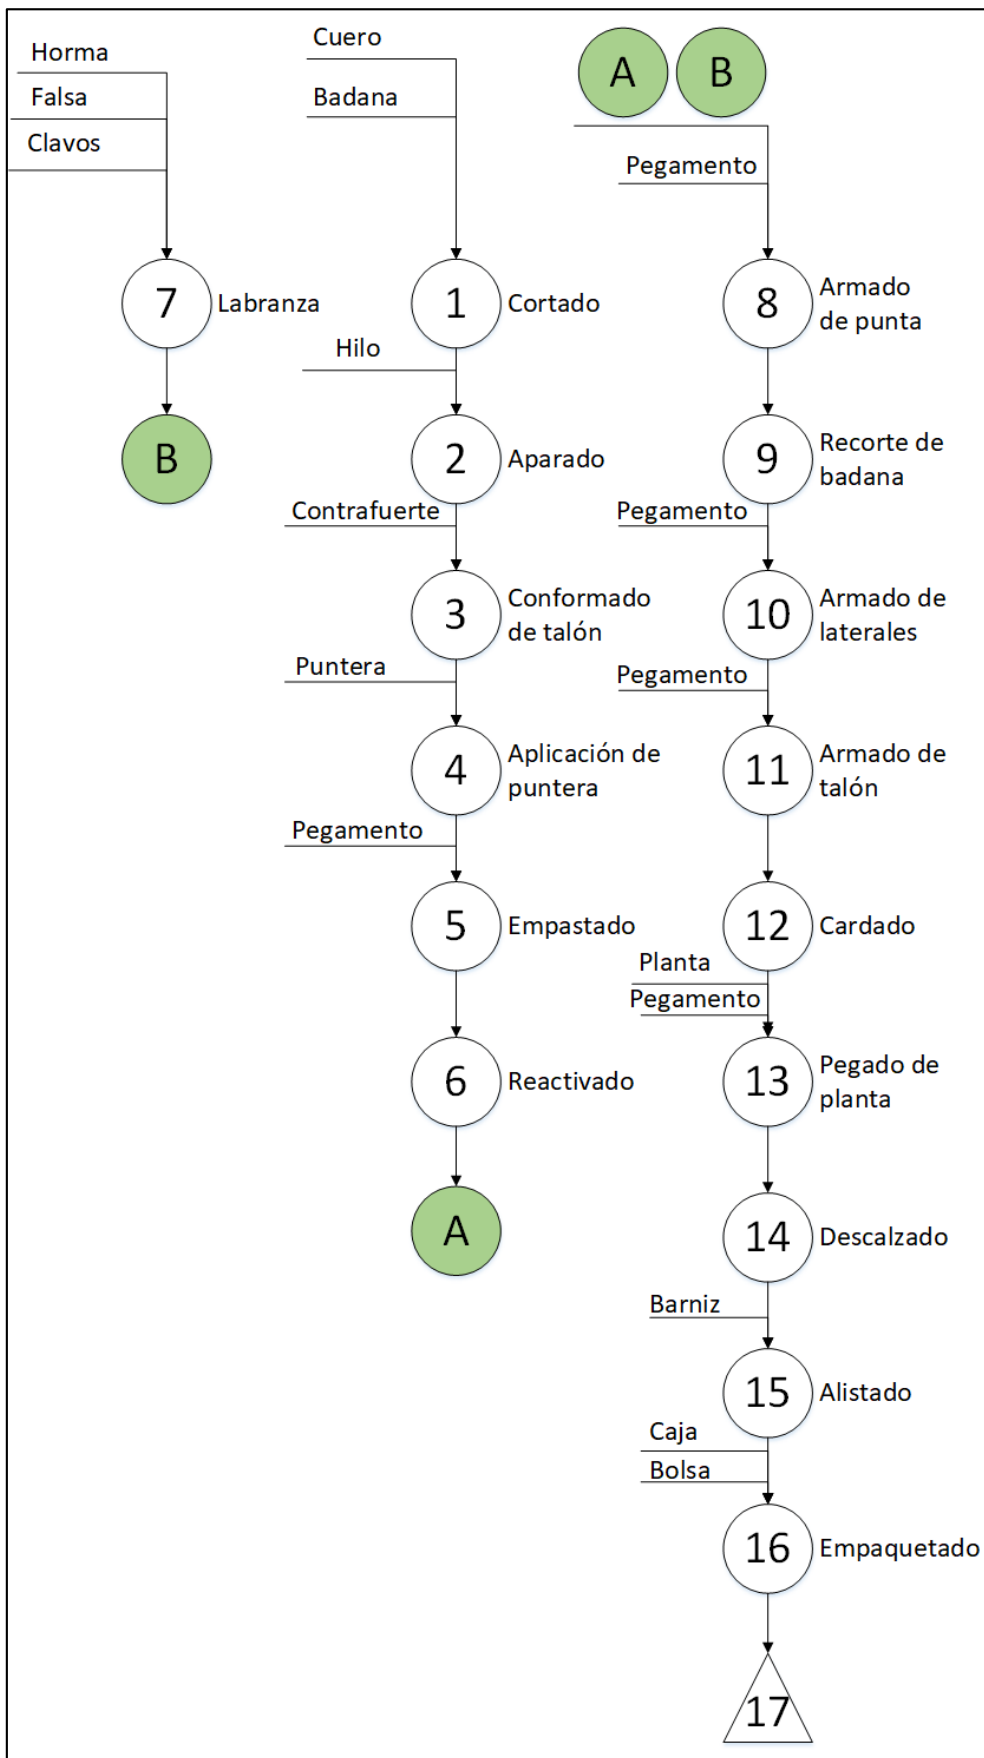 Horma
Falsa
Clavos
7
Labranza
B
Cuero
Badana
1
Cortado
Hilo
2
Aparado
Contrafuerte
3
Conformado
de talón
Puntera
4
Aplicación de
puntera
Pegamento
5
Empastado
6
Reactivado
A
A
B
Pegamento
8
Armado
de punta
9
Recorte de
badana
Pegamento
10
Armado de
laterales
Pegamento
11
Armado de
talón
12
Cardado
Planta
Pegamento
13
Pegado de
planta
14
Descalzado
Barniz
15
Alistado
Caja
Bolsa
16
Empaquetado
17